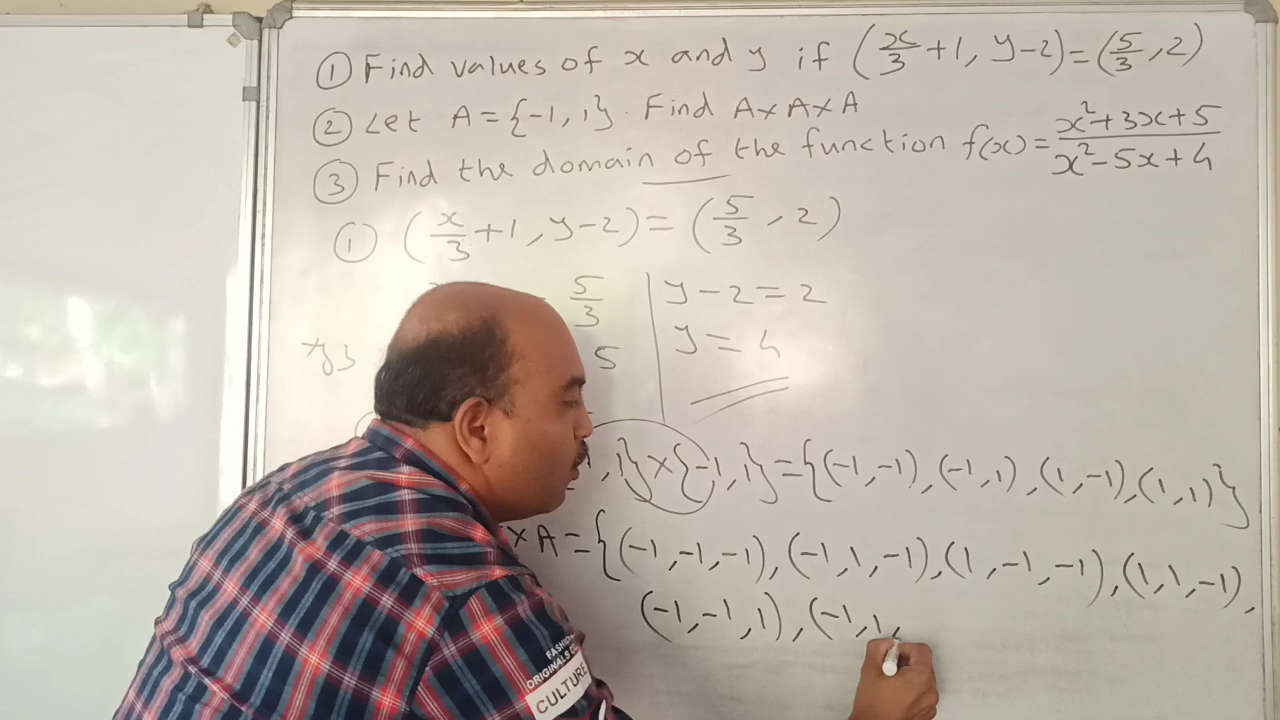 ① Find values of x and y if (x/3 + 1, y-2) = (5/3, 2)
② Let A = {-1, 1}. Find A×A×A
③ Find the domain of the function f(x) = x²+3x+5 / x²-5x+4
① (x/3 + 1, y-2) = (5/3, 2)
5/3 | y-2 = 2
5 | y = 4
, 1} × {-1, 1} = {(-1, -1), (-1, 1), (1, -1), (1, 1)}
×A = {(-1, -1, -1), (-1, 1, -1), (1, -1, -1), (1, 1, -1),
(-1, -1, 1), (-1, 1,
FASHION
ORIGINALS
CULTURE